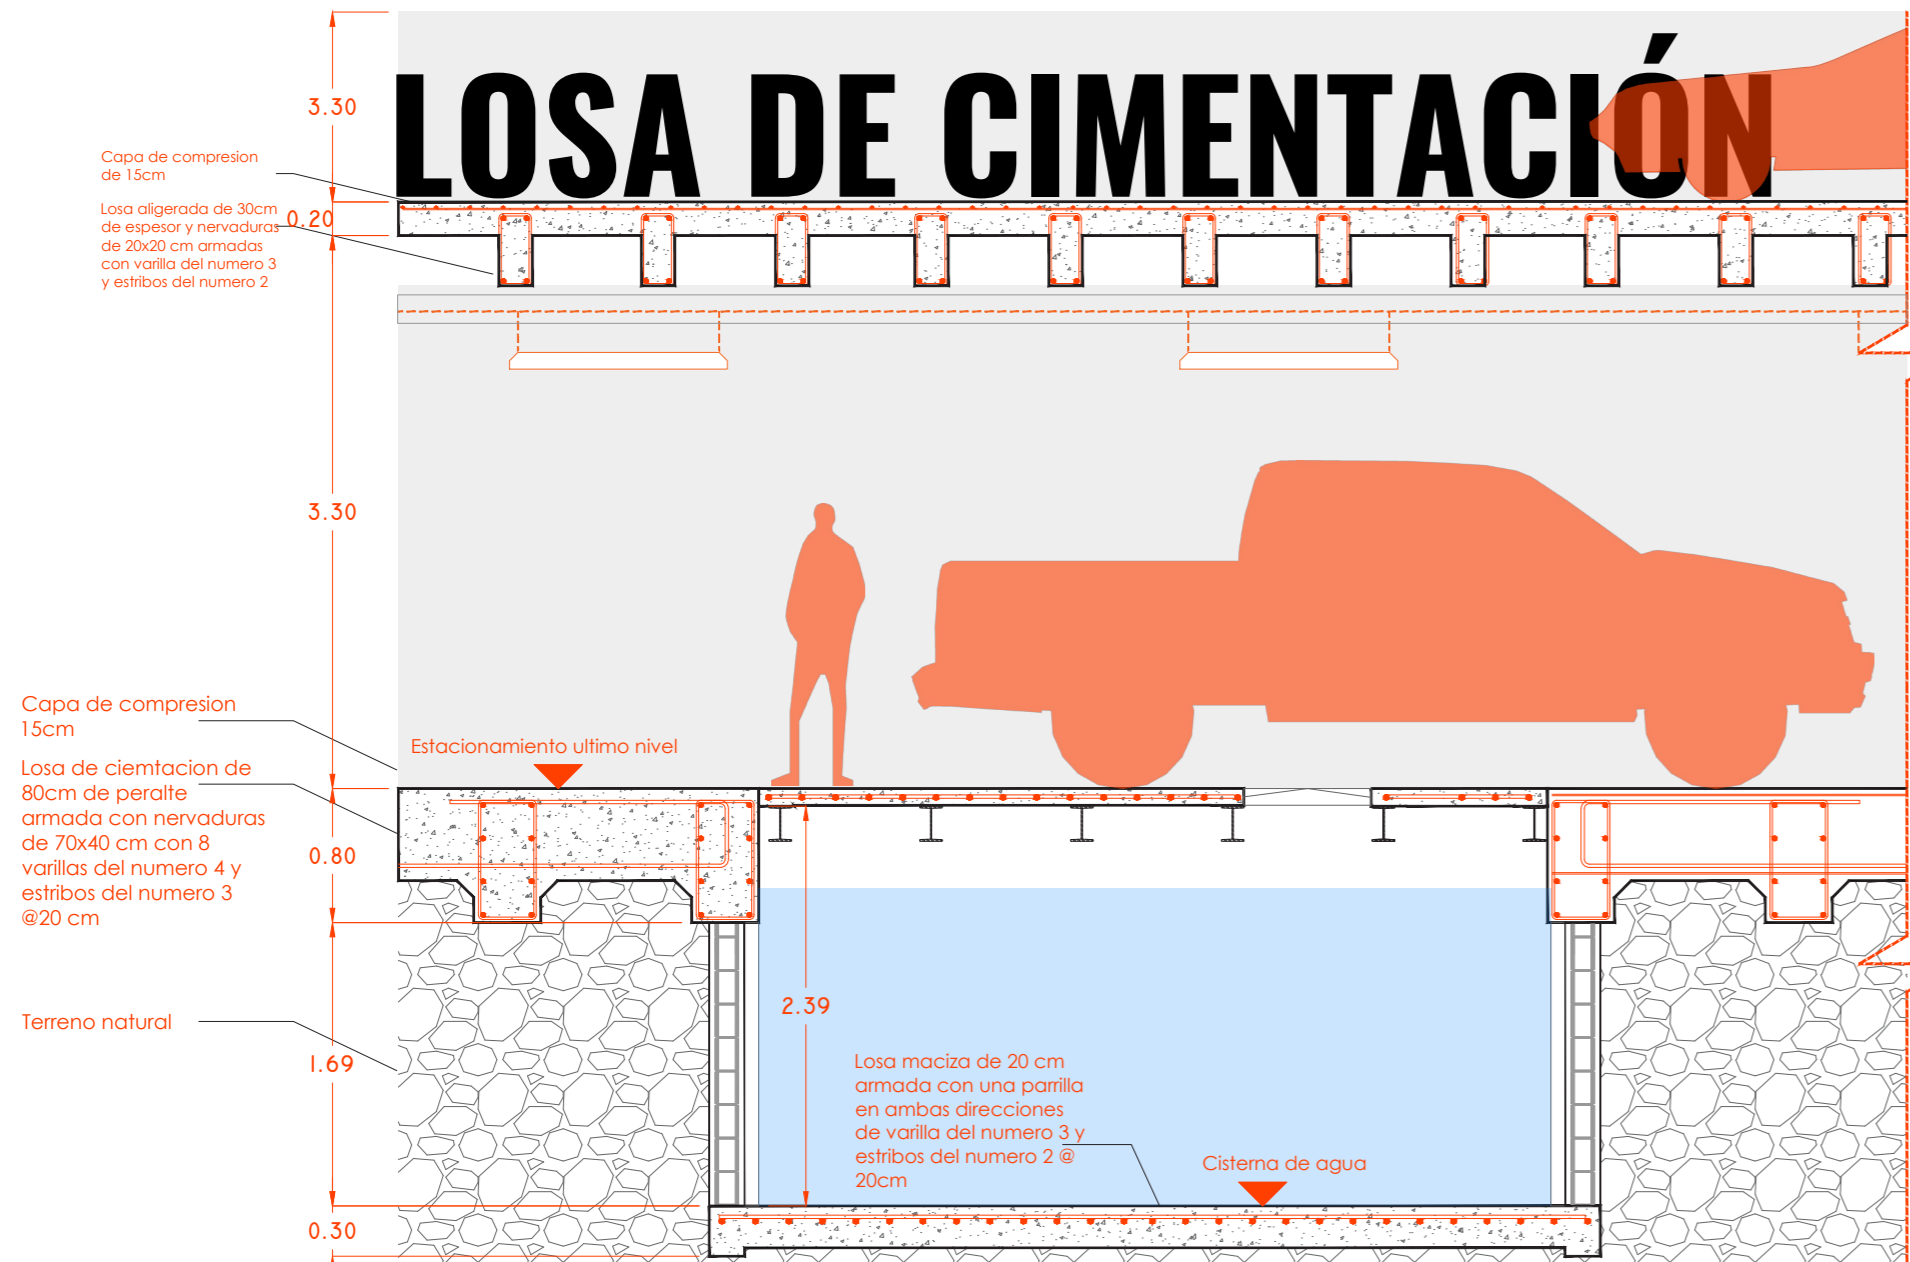 LOSA DE CIMENTACIÓN
3.30
Capa de compresion
de 15cm
Losa aligerada de 30cm
de espesor y nervaduras
de 20x20 cm armadas
con varilla del numero 3
y estribos del numero 2
0.20
3.30
Capa de compresion
15cm
Estacionamiento ultimo nivel
Losa de ciemtacion de
80cm de peralte
armada con nervaduras
de 70x40 cm con 8
varillas del numero 4 y
estribos del numero 3
@20 cm
0.80
2.39
Terreno natural
1.69
Losa maciza de 20 cm
armada con una parrilla
en ambas direcciones
de varilla del numero 3 y
estribos del numero 2 @
20cm
Cisterna de agua
0.30